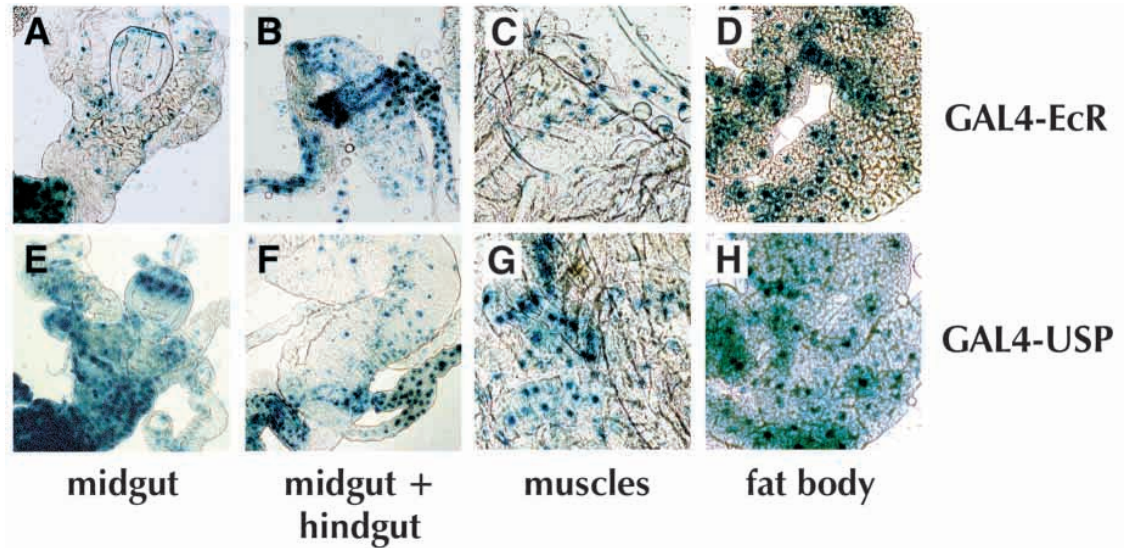 A B C D
GAL4-EcR
E F G H
GAL4-USP
midgut
midgut +
hindgut
muscles
fat body